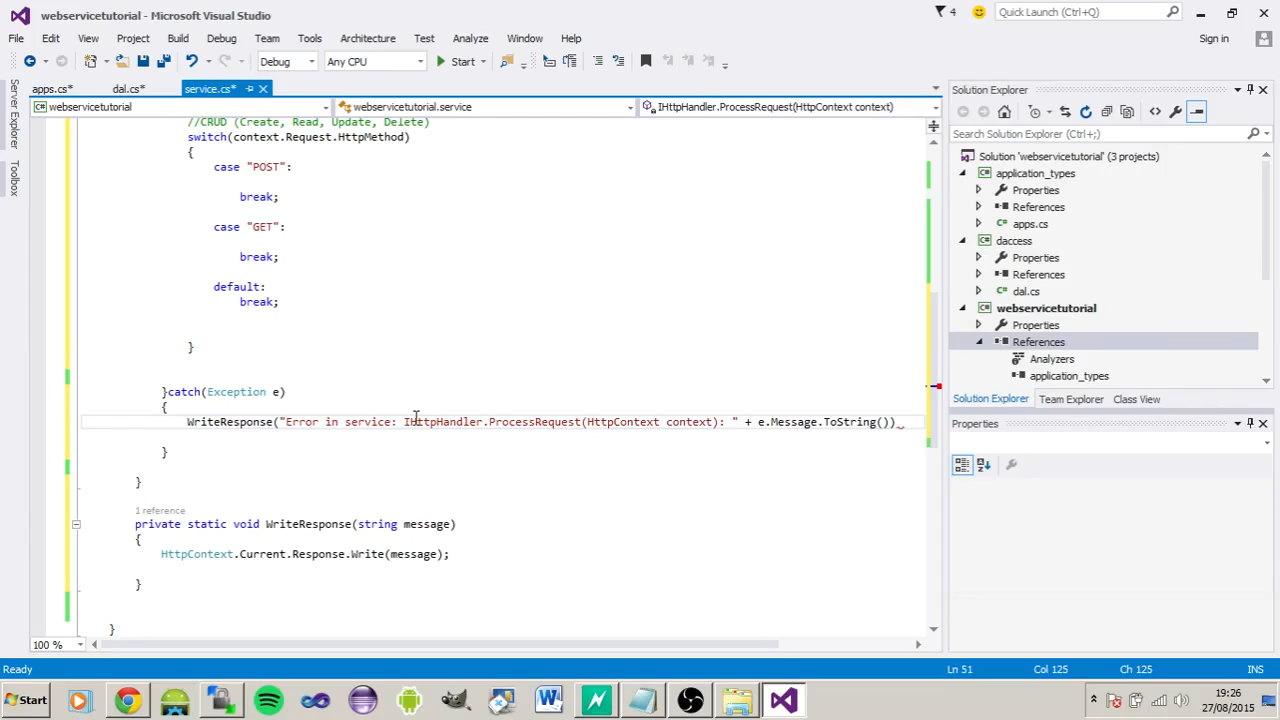 webservicetutorial - Microsoft Visual Studio
4
Quick Launch (Ctrl+Q)
File Edit View Project Build Debug Team Tools Architecture Test Analyze Window Help
Sign in
Debug
Any CPU
Start
Server Explorer
Toolbox
apps.cs* dal.cs* service.cs*
webservicetutorial
webservicetutorial.service
IHttpHandler.ProcessRequest(HttpContext context)
//CRUD (Create, Read, Update, Delete)
switch(context.Request.HttpMethod)
{
case "POST":
break;
case "GET":
break;
default:
break;
}
}catch(Exception e)
{
WriteResponse("Error in service: IHttpHandler.ProcessRequest(HttpContext context): " + e.Message.ToString())
}
}
1 reference
private static void WriteResponse(string message)
{
HttpContext.Current.Response.Write(message);
}
}
100 %
Solution Explorer
Search Solution Explorer (Ctrl+;)
Solution 'webservicetutorial' (3 projects)
application_types
Properties
References
apps.cs
daccess
Properties
References
dal.cs
webservicetutorial
Properties
References
Analyzers
application_types
Solution Explorer Team Explorer Class View
Properties
Ready
Ln 51
Col 125
Ch 125
INS
Start
19:26
27/08/2015